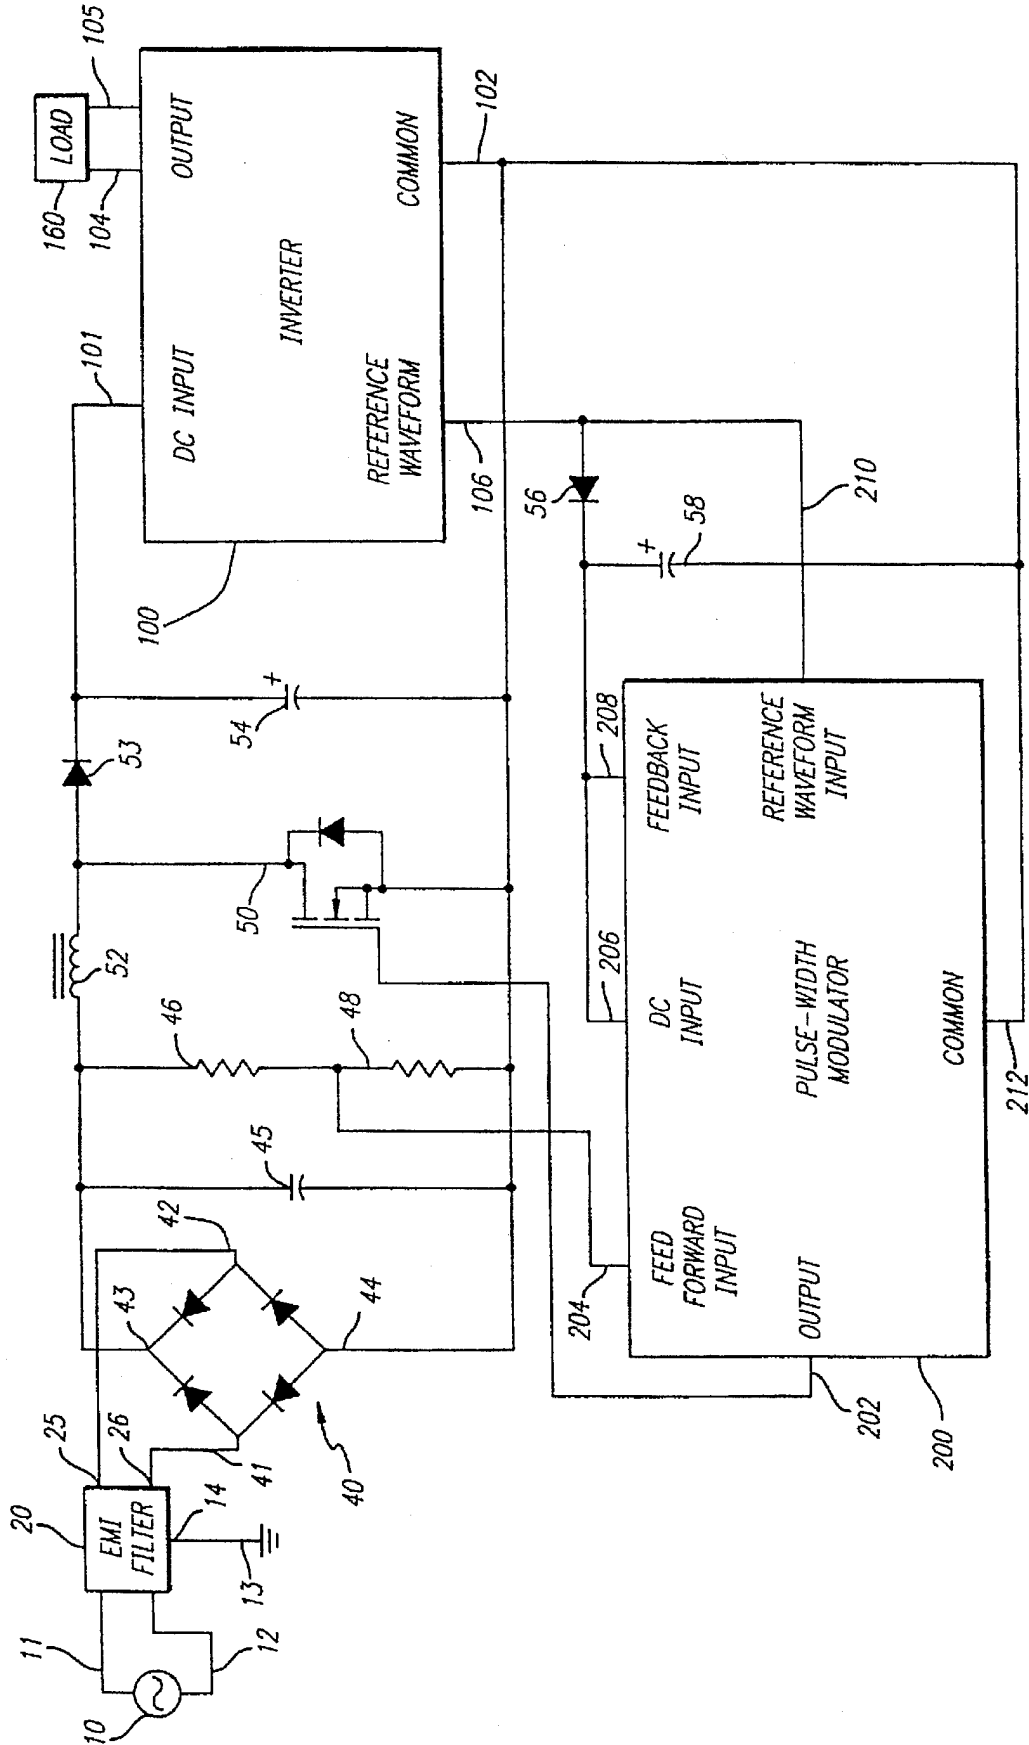 10
11
12
20
EMI
FILTER
13
14
25
26
41
42
43
44
40
45
46
48
52
50
53
54
+
100
101
DC INPUT
INVERTER
OUTPUT
REFERENCE
WAVEFORM
COMMON
160
LOAD
104
105
102
106
56
58
+
210
200
202
204
206
208
FEED
FORWARD
INPUT
DC
INPUT
FEEDBACK
INPUT
OUTPUT
PULSE-WIDTH
MODULATOR
REFERENCE
WAVEFORM
INPUT
COMMON
212